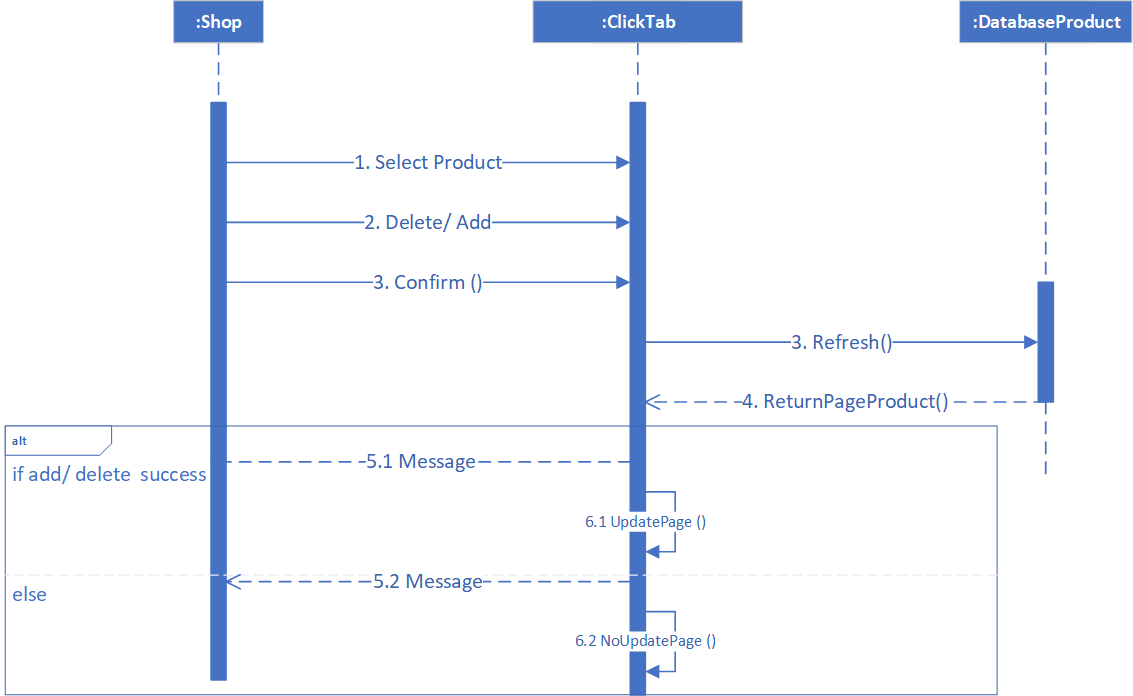 :Shop
:ClickTab
:DatabaseProduct
1. Select Product
2. Delete/ Add
3. Confirm ()
3. Refresh()
4. ReturnPageProduct()
alt
if add/ delete success
5.1 Message
6.1 UpdatePage ()
5.2 Message
else
6.2 NoUpdatePage ()